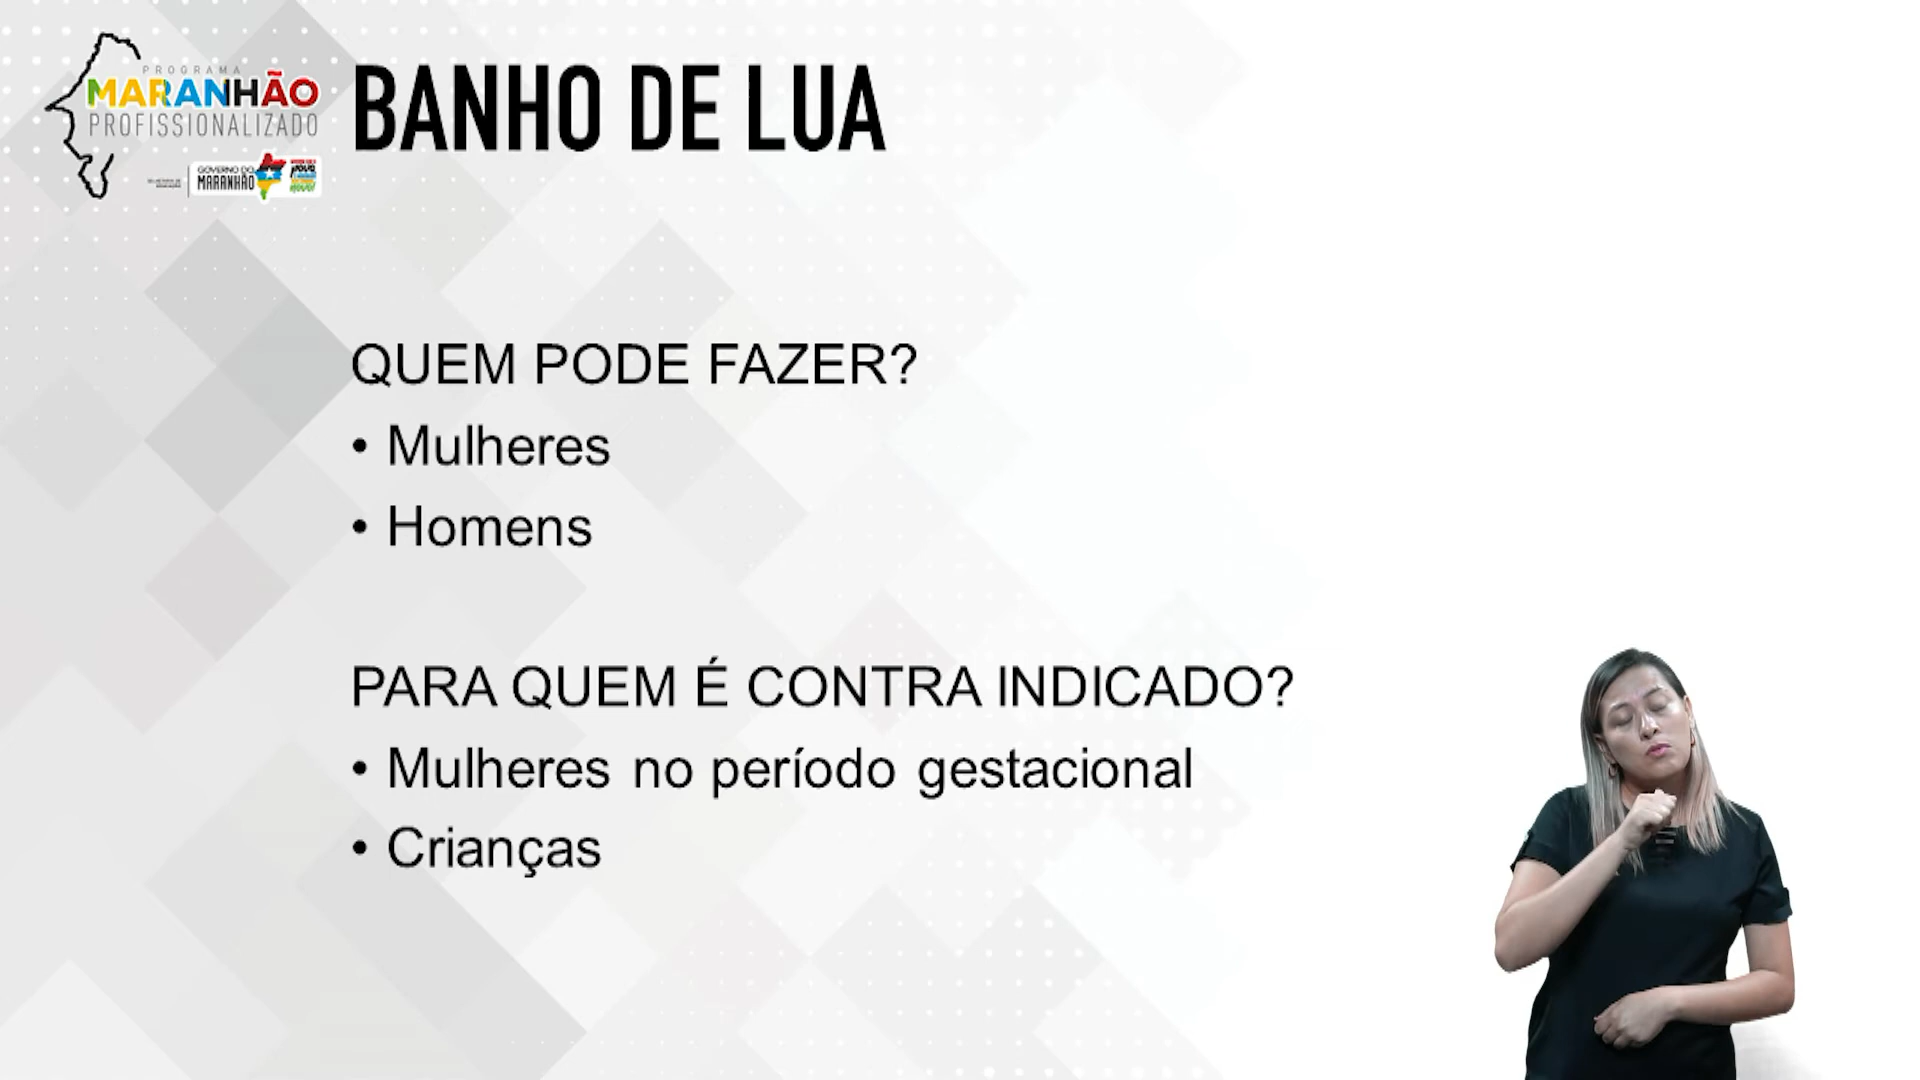 PROGRAMA
MARANHÃO
PROFISSIONALIZADO
GOVERNO DO
MARANHÃO
BANHO DE LUA
QUEM PODE FAZER?
• Mulheres
• Homens
PARA QUEM É CONTRA INDICADO?
• Mulheres no período gestacional
• Crianças